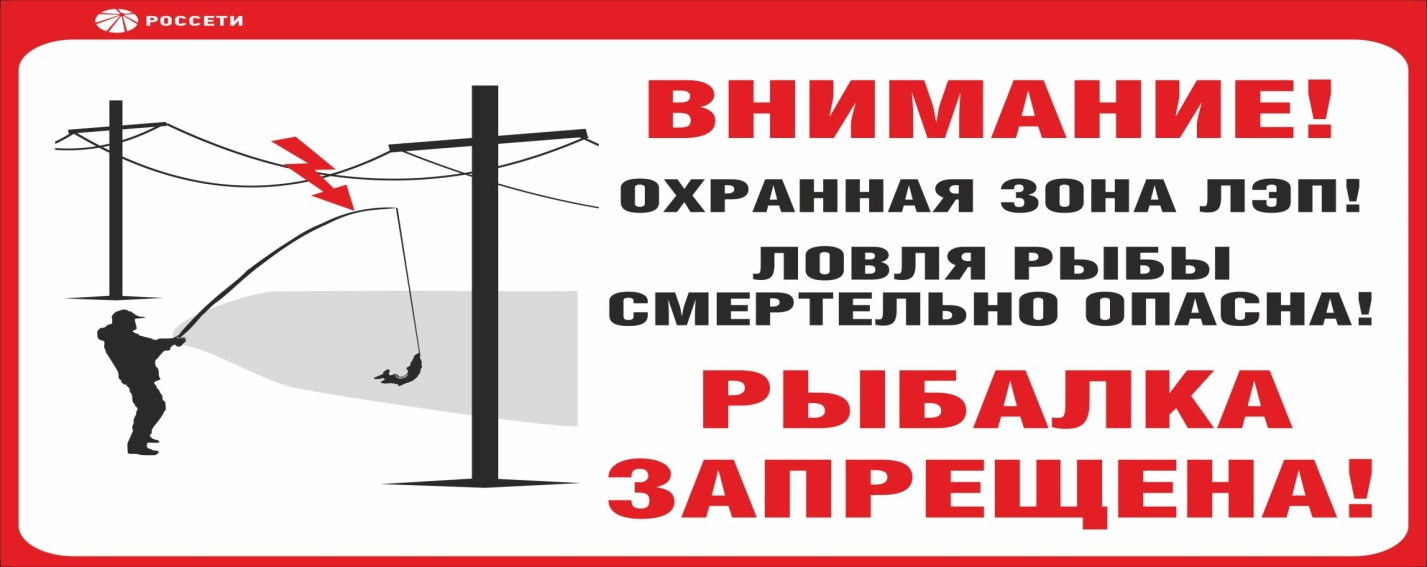 РОССЕТИ
ВНИМАНИЕ!
ОХРАННАЯ ЗОНА ЛЭП!
ЛОВЛЯ РЫБЫ
СМЕРТЕЛЬНО ОПАСНА!
РЫБАЛКА
ЗАПРЕЩЕНА!